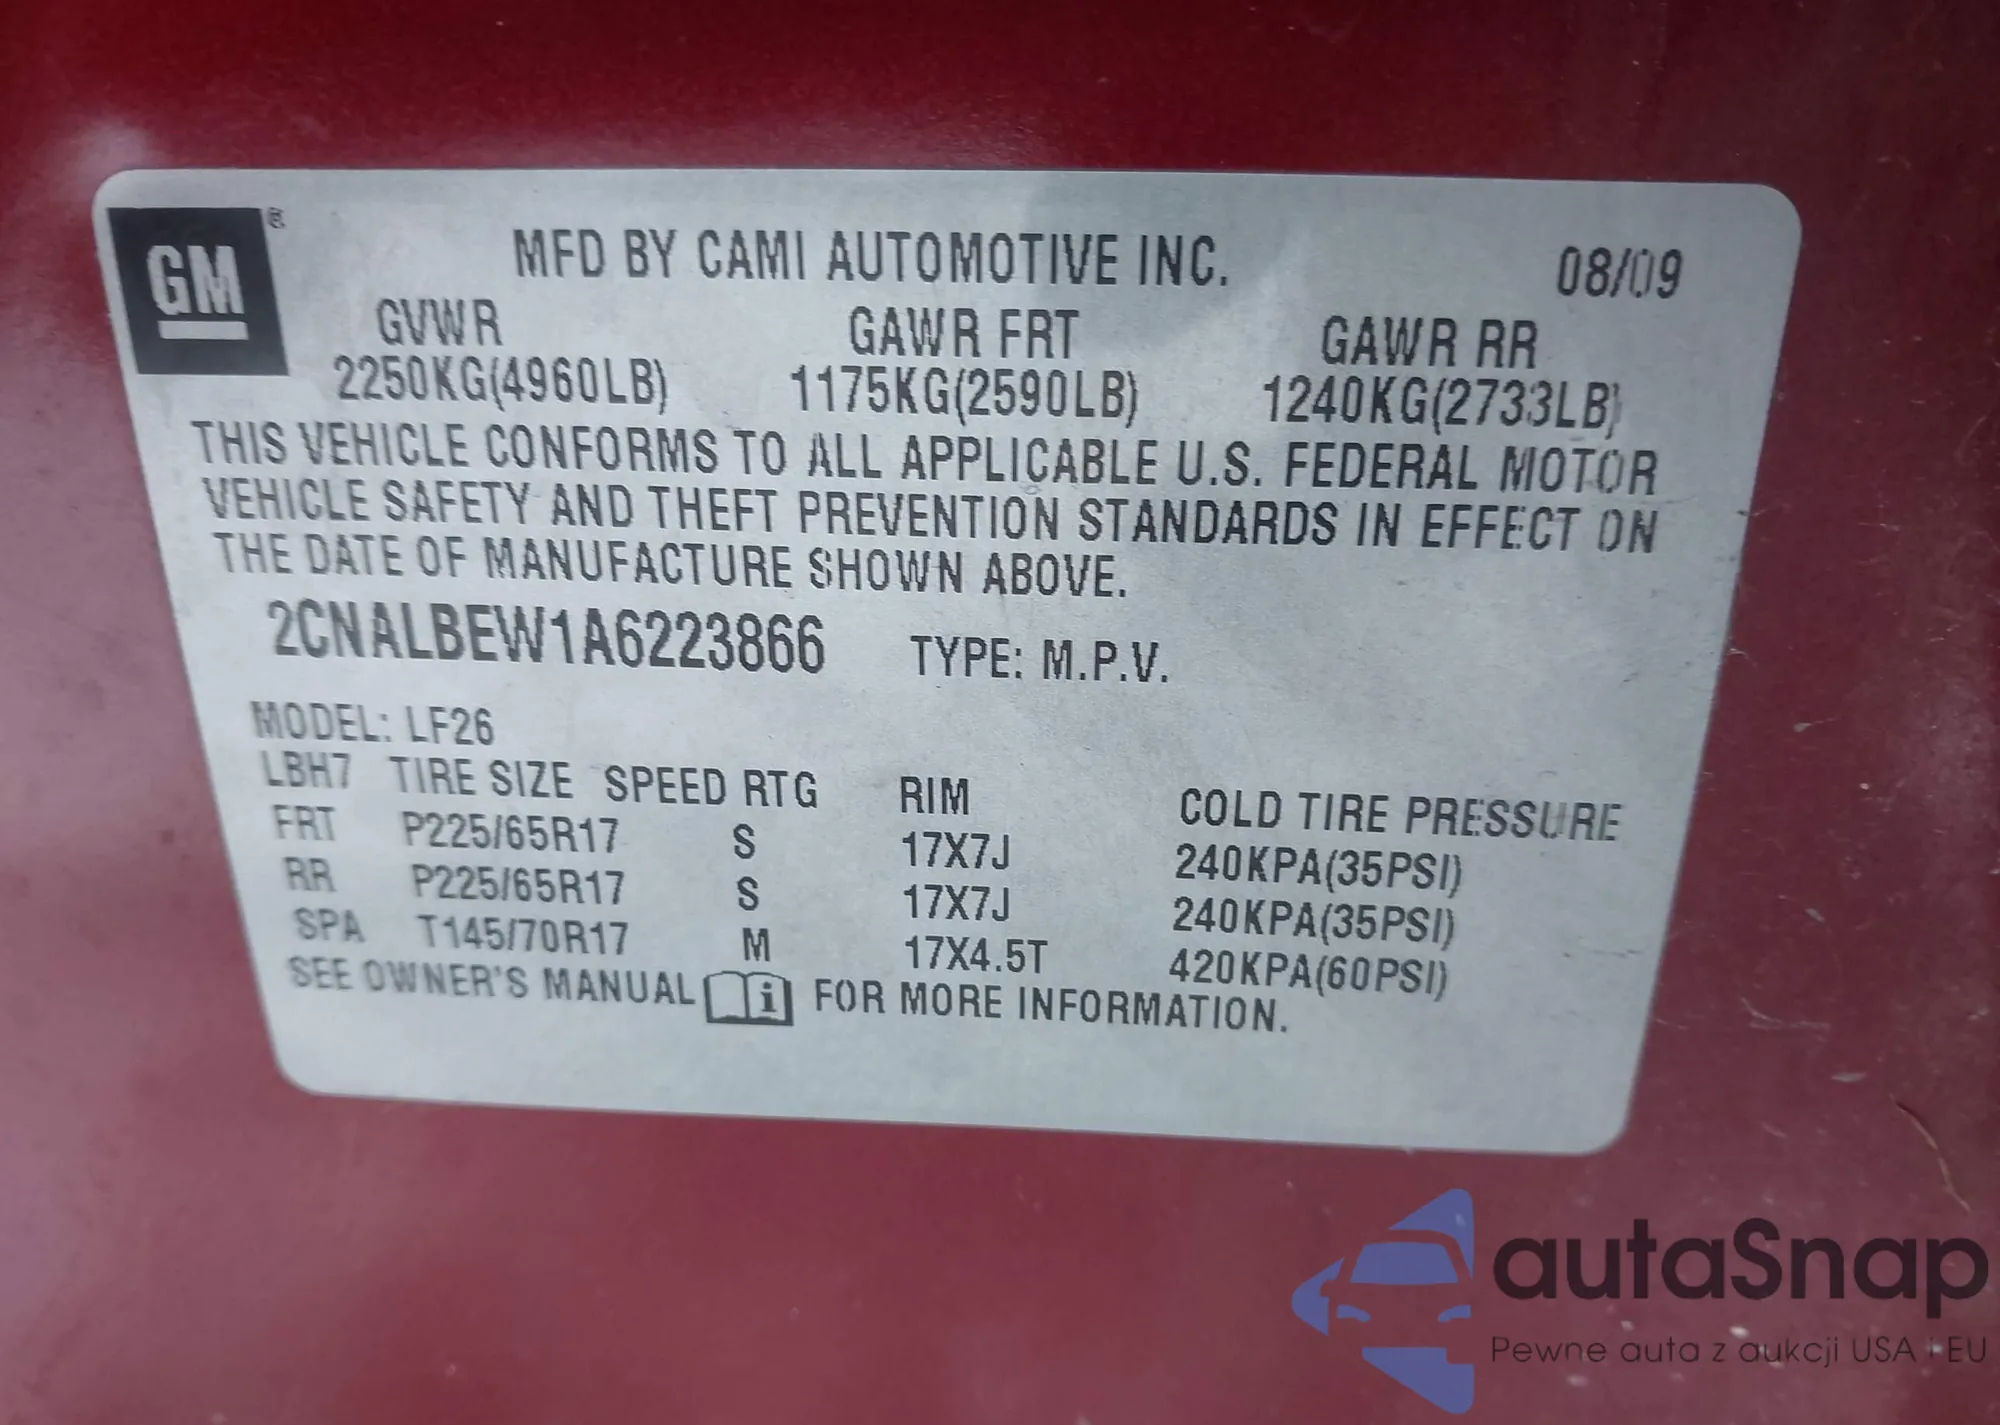 GM ®
MFD BY CAMI AUTOMOTIVE INC. 08/09
GVWR GAWR FRT GAWR RR
2250KG(4960LB) 1175KG(2590LB) 1240KG(2733LB)
THIS VEHICLE CONFORMS TO ALL APPLICABLE U.S. FEDERAL MOTOR
VEHICLE SAFETY AND THEFT PREVENTION STANDARDS IN EFFECT ON
THE DATE OF MANUFACTURE SHOWN ABOVE.
2CNALBEW1A6223866 TYPE: M.P.V.
MODEL: LF26
LBH7 TIRE SIZE SPEED RTG RIM COLD TIRE PRESSURE
FRT P225/65R17 S 17X7J 240KPA(35PSI)
RR P225/65R17 S 17X7J 240KPA(35PSI)
SPA T145/70R17 M 17X4.5T 420KPA(60PSI)
SEE OWNER'S MANUAL i FOR MORE INFORMATION.
autaSnap
Pewne auta z aukcji USA i EU